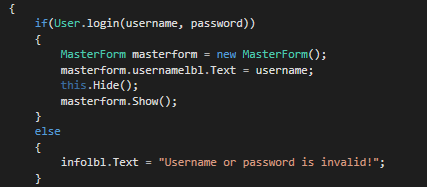 {
if(User.login(username, password))
{
MasterForm masterform = new MasterForm();
masterform.usernamelbl.Text = username;
this.Hide();
masterform.Show();
}
else
{
infolbl.Text = "Username or password is invalid!";
}